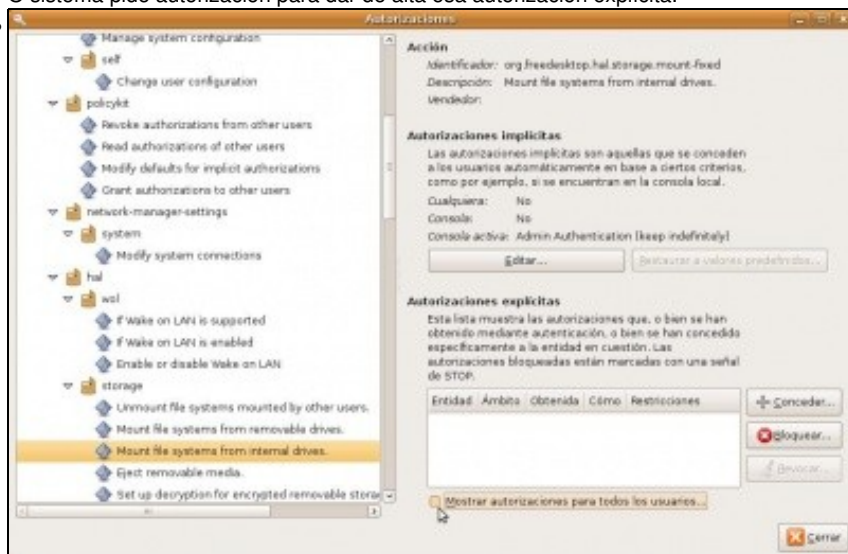 O sistema pide autorización para dar de alta esa autorización explícita.
Autorizaciones
Manage system configuration
self
Change user configuration
policykit
Revoke authorizations from other users
Read authorizations of other users
Modify defaults for implicit authorizations
Grant authorizations to other users
network-manager-settings
system
Modify system connections
hal
wol
If Wake on LAN is supported
If Wake on LAN is enabled
Enable or disable Wake on LAN
storage
Unmount file systems mounted by other users.
Mount file systems from removable drives.
Mount file systems from internal drives.
Eject removable media.
Set up decryption for encrypted removable storag
Acción
Identificador: org.freedesktop.hal.storage.mount-fixed
Descripción: Mount file systems from internal drives.
Vendedor:
Autorizaciones implícitas
Las autorizaciones implícitas son aquellas que se conceden
a los usuarios automáticamente en base a ciertos criterios,
como por ejemplo, si se encuentran en la consola local.
Cualquiera: No
Consola: No
Consola activa: Admin Authentication (keep indefinitely)
Editar... Restaurar a valores predefinidos...
Autorizaciones explícitas
Esta lista muestra las autorizaciones que, o bien se han
obtenido mediante autenticación, o bien se han concedido
específicamente a la entidad en cuestión. Las
autorizaciones bloqueadas están marcadas con una señal
de STOP.
Entidad Ámbito Obtenida Cómo Restricciones
Conceder...
Bloquear...
Revocar...
Mostrar autorizaciones para todos los usuarios...
Cerrar